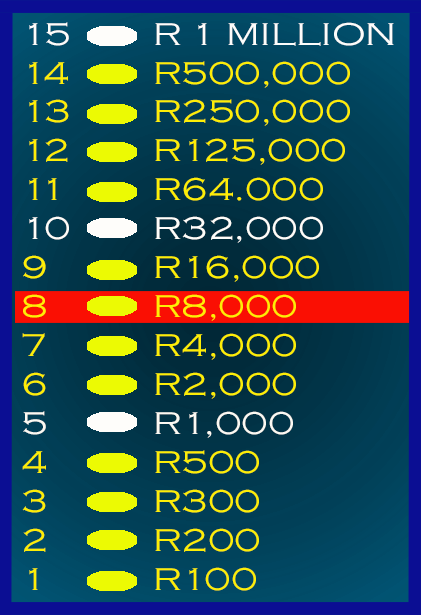 15 R 1 MILLION
14 R500,000
13 R250,000
12 R125,000
11 R64.000
10 R32,000
9 R16,000
8 R8,000
7 R4,000
6 R2,000
5 R1,000
4 R500
3 R300
2 R200
1 R100